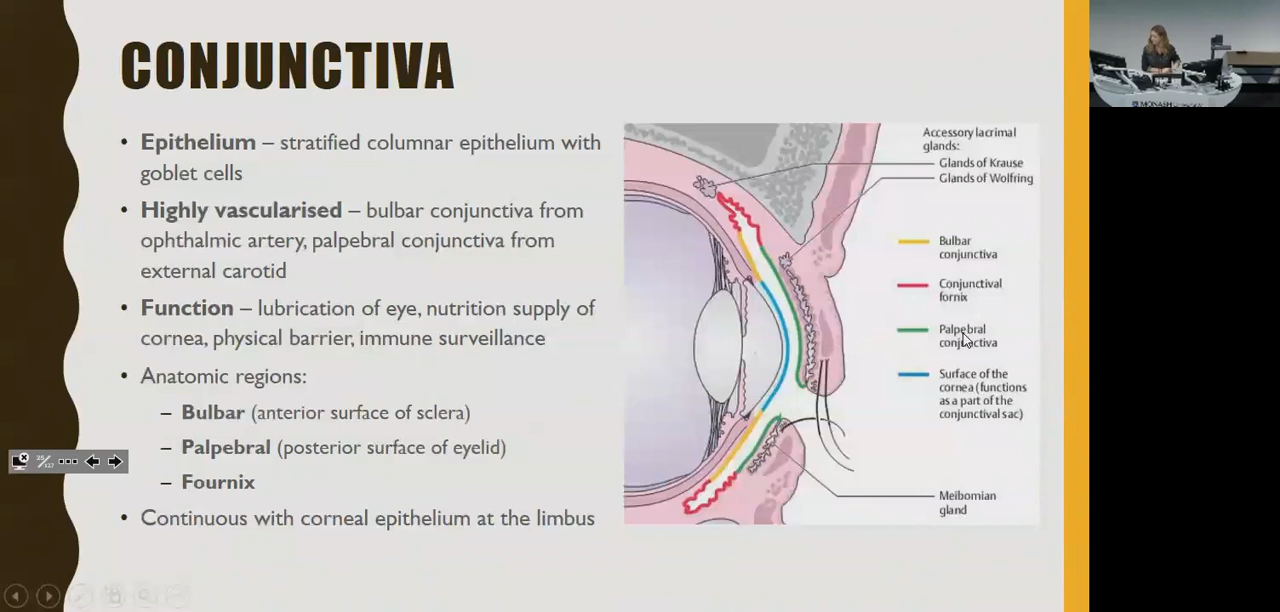 CONJUNCTIVA
• Epithelium – stratified columnar epithelium with
goblet cells
• Highly vascularised – bulbar conjunctiva from
ophthalmic artery, palpebral conjunctiva from
external carotid
• Function – lubrication of eye, nutrition supply of
cornea, physical barrier, immune surveillance
• Anatomic regions:
– Bulbar (anterior surface of sclera)
– Palpebral (posterior surface of eyelid)
– Fournix
• Continuous with corneal epithelium at the limbus
Accessory lacrimal
glands:
Glands of Krause
Glands of Wolfring
Bulbar
conjunctiva
Conjunctival
fornix
Palpebral
conjunctiva
Surface of the
cornea (functions
as a part of the
conjunctival sac)
Meibomian
gland
MONASH